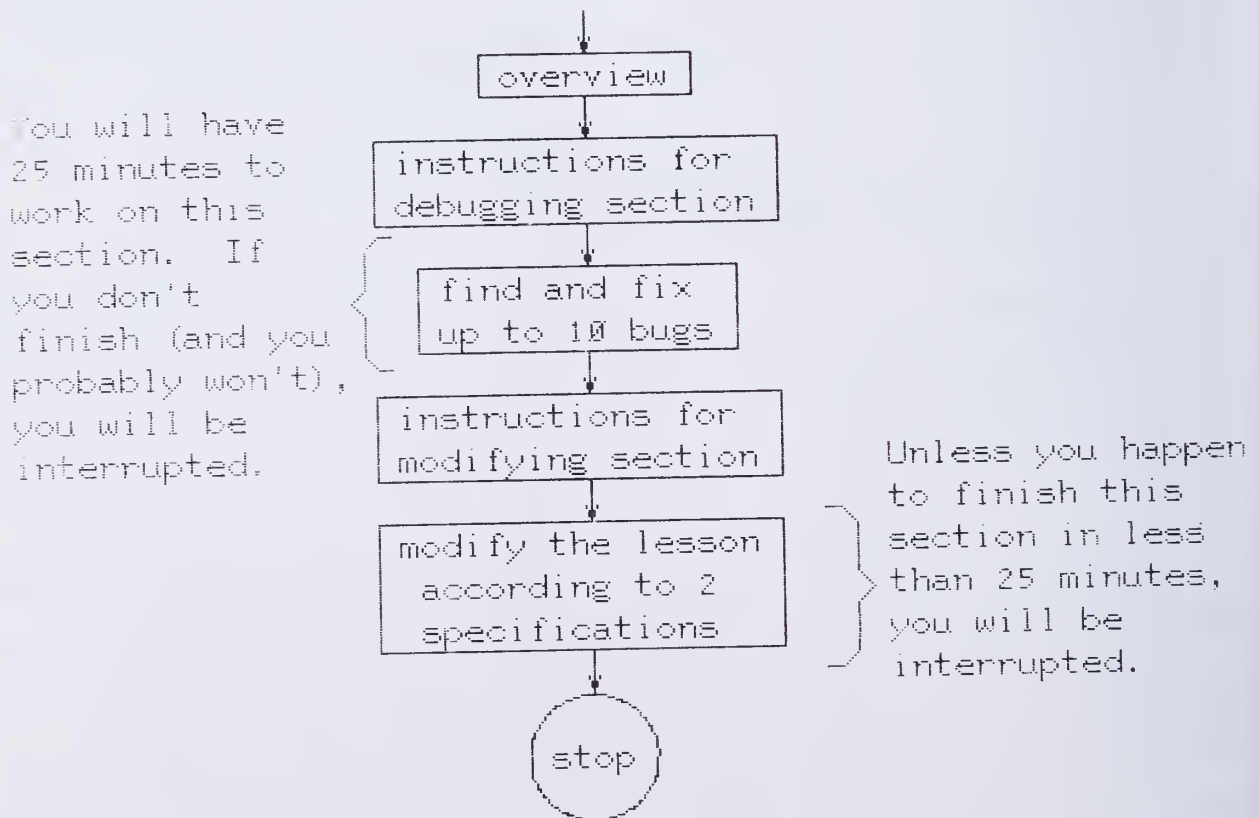 overview
You will have
25 minutes to
work on this
section. If
you don't
finish (and you
probably won't),
you will be
interrupted.
instructions for
debugging section
find and fix
up to 10 bugs
instructions for
modifying section
modify the lesson
according to 2
specifications
Unless you happen
to finish this
section in less
than 25 minutes,
you will be
interrupted.
stop